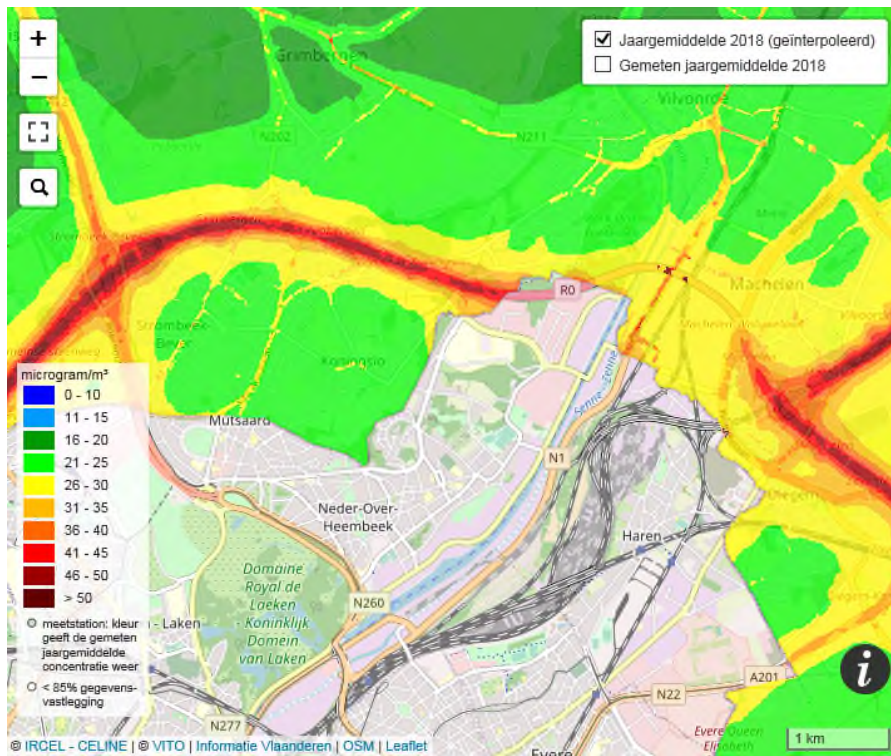 +
−
Jaargemiddelde 2018 (geïnterpoleerd)
Gemeten jaargemiddelde 2018
Grimbergen
Vilvoorde
N202
N211
Machelen
R0
Strombeek-
Bever
Koningslo
Senne - Zenne
microgram/m³
0 - 10
11 - 15
16 - 20
21 - 25
26 - 30
31 - 35
36 - 40
41 - 45
46 - 50
> 50
meetstation: kleur
geeft de gemeten
jaargemiddelde
concentratie weer
< 85% gegevens-
vastlegging
Mutsaard
N1
Neder-Over-
Heembeek
Haren
Diegem
Domaine
Royal de
Laeken
- Koninklijk
Domein
van Laken
N260
- Laken
A201
N22
N277
Evere Queen
Elisabeth
Evere
i
1 km
© IRCEL - CELINE | © VITO | Informatie Vlaanderen | OSM | Leaflet